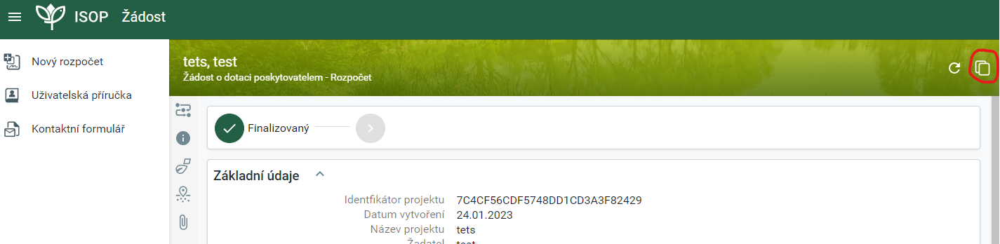 ISOP Žádost
Nový rozpočet
Uživatelská příručka
Kontaktní formulář
tets, test
Žádost o dotaci poskytovatelem - Rozpočet
Finalizovaný
Základní údaje
Identfikátor projektu 7C4CF56CDF5748DD1CD3A3F82429
Datum vytvoření 24.01.2023
Název projektu tets
Žadatel test